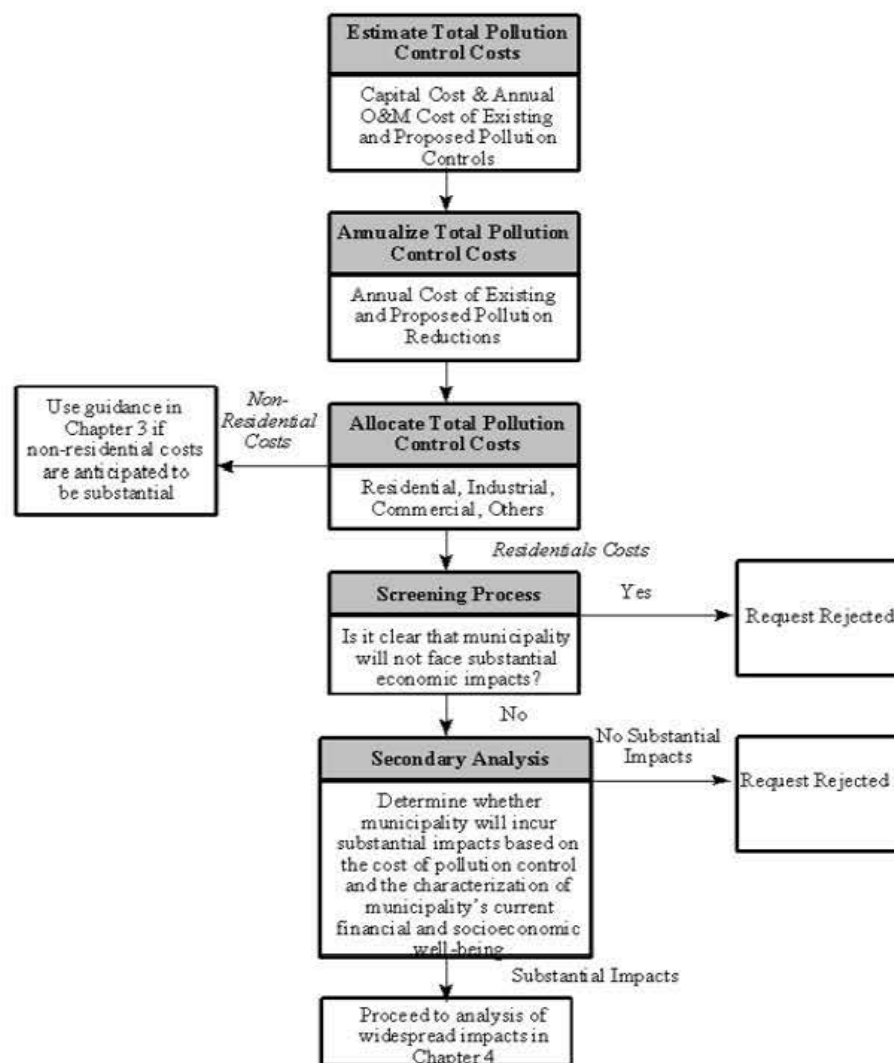 Estimate Total Pollution
Control Costs
Capital Cost & Annual
O&M Cost of Existing
and Proposed Pollution
Controls
Annualize Total Pollution
Control Costs
Annual Cost of Existing
and Proposed Pollution
Reductions
Non-
Residential
Costs
Use guidance in
Chapter 3 if
non-residential costs
are anticipated to
be substantial
Allocate Total Pollution
Control Costs
Residential, Industrial,
Commercial, Others
Residentials Costs
Screening Process
Is it clear that municipality
will not face substantial
economic impacts?
Yes
Request Rejected
No
Secondary Analysis
Determine whether
municipality will incur
substantial impacts based on
the cost of pollution control
and the characterization of
municipality's current
financial and socioeconomic
well-being
No Substantial
Impacts
Request Rejected
Substantial Impacts
Proceed to analysis of
widespread impacts in
Chapter 4